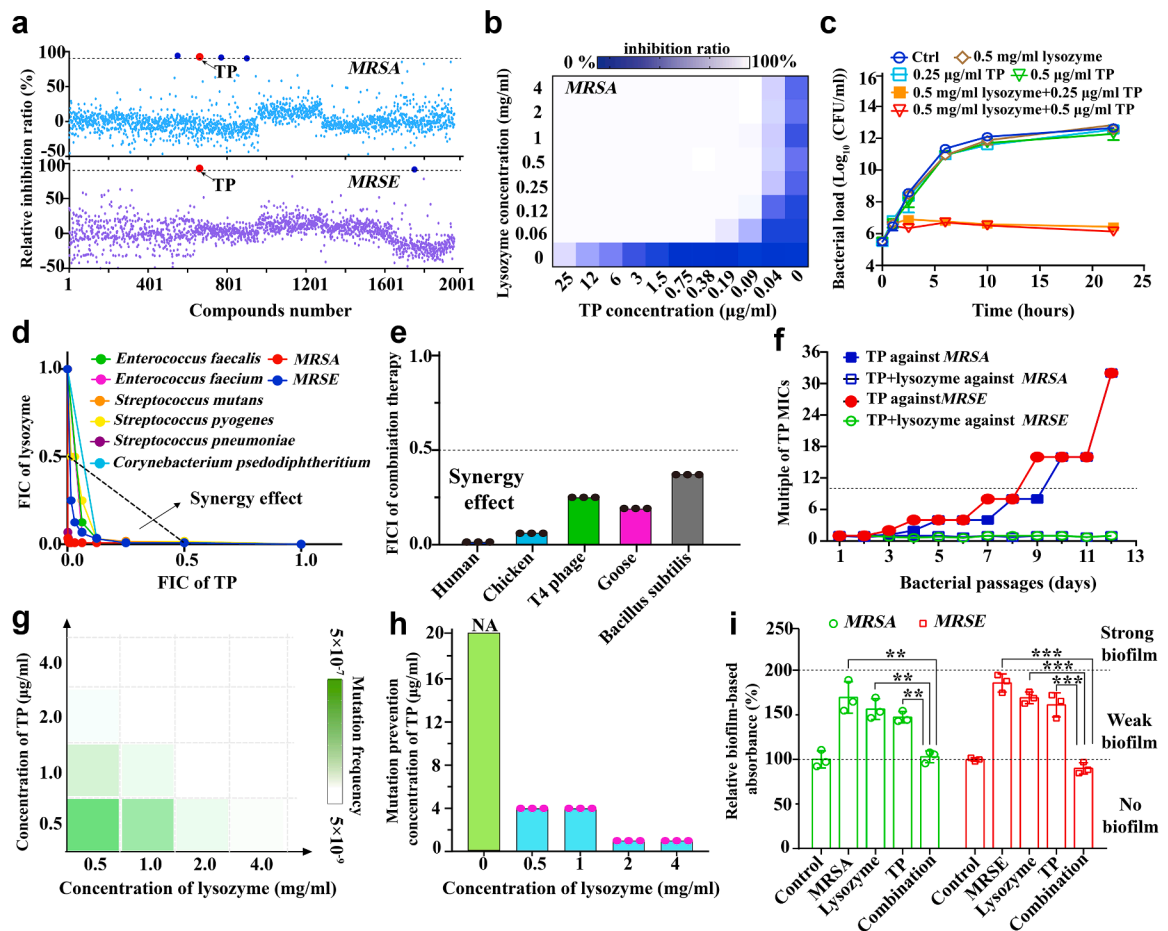 a
Relative inhibition ratio (%)
100
50
0
-50
TP
MRSA
100
50
0
-50
TP
MRSE
1
401
801
1201
1601
2001
Compounds number
b
inhibition ratio
0 %
100%
MRSA
Lysozyme concentration (mg/ml)
4
2
1
0.5
0.25
0.12
0.06
0
25
12
6
3
1.5
0.75
0.38
0.19
0.09
0.04
0
TP concentration (μg/ml)
c
Ctrl
0.5 mg/ml lysozyme
0.25 μg/ml TP
0.5 μg/ml TP
0.5 mg/ml lysozyme+0.25 μg/ml TP
0.5 mg/ml lysozyme+0.5 μg/ml TP
Bacterial load (Log10 (CFU/ml))
16
14
12
10
8
6
4
0
5
10
15
20
25
Time (hours)
d
FIC of lysozyme
1.0
0.5
0.0
Enterococcus faecalis
MRSA
Enterococcus faecium
MRSE
Streptococcus mutans
Streptococcus pyogenes
Streptococcus pneumoniae
Corynebacterium psedodiphtheritium
Synergy effect
0.0
0.5
1.0
FIC of TP
e
FICI of combniation therapy
1.0
0.5
0.0
Synergy
effect
Human
Chicken
T4 phage
Goose
Bacillus subtilis
f
TP against MRSA
TP+lysozyme against MRSA
TP againstMRSE
TP+lysozyme against MRSE
Multiple of TP MICs
36
30
24
18
12
6
0
1
3
5
7
9
11
13
Bacterial passages (days)
g
Concentration of TP (μg/ml)
4.0
2.0
1.0
0.5
0.5
1.0
2.0
4.0
Concentration of lysozyme (mg/ml)
5×10-7
Mutation frequency
5×10-9
h
Mutation prevention
concentration of TP (μg/ml)
20
16
12
8
4
0
NA
0
0.5
1
2
4
Concentration of lysozyme (mg/ml)
i
MRSA
MRSE
Relative biofilm-based
absorbance (%)
250
200
150
100
50
0
**
**
**
***
***
***
Strong
biofilm
Weak
biofilm
No
biofilm
Control
MRSA
Lysozyme
TP
Combination
Control
MRSE
Lysozyme
TP
Combination